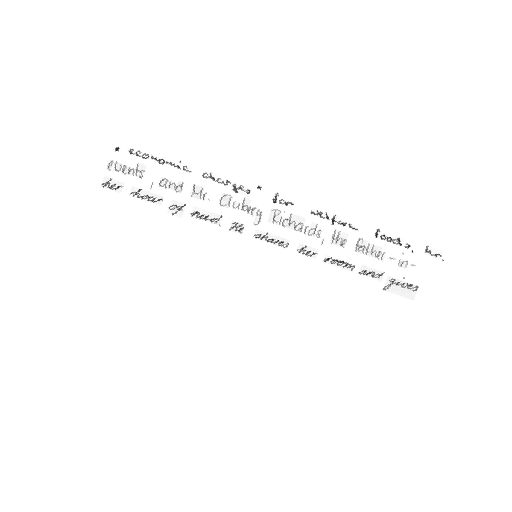 " economic charges " for welfare foods, hr.
events, and Mr. Aubrey Richards, the father-in-
her hour of need. He shares her room and gives